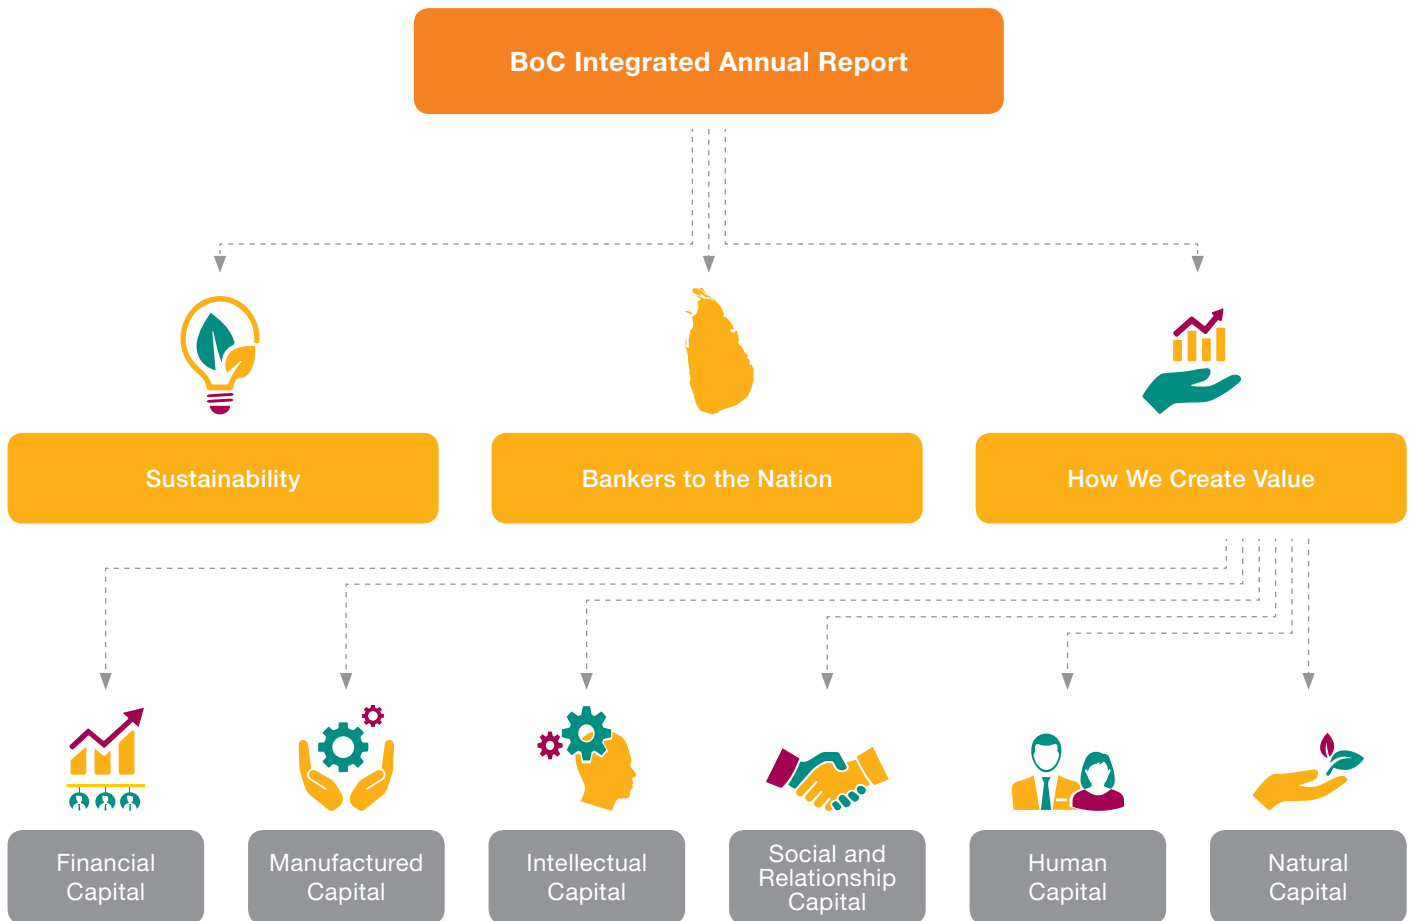 BoC Integrated Annual Report
Sustainability
Bankers to the Nation
How We Create Value
Financial
Capital
Manufactured
Capital
Intellectual
Capital
Social and
Relationship
Capital
Human
Capital
Natural
Capital